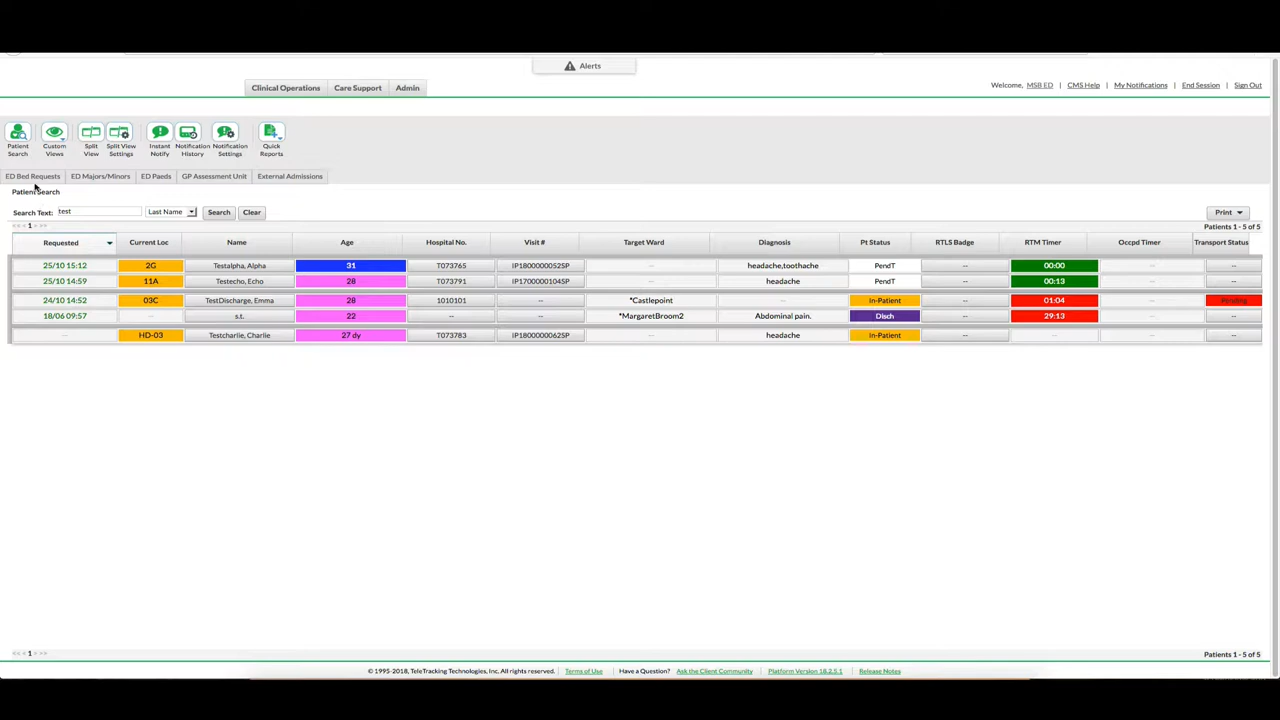 Alerts
Clinical Operations Care Support Admin
Welcome, MSB ED CMS Help My Notifications End Session Sign Out
Patient Search Custom Views Split View Split View Settings Instant Notify Notification History Notification Settings Quick Reports
ED Bed Requests ED Majors/Minors ED Paeds GP Assessment Unit External Admissions
Patient Search
Search Text: test Last Name Search Clear Print
<< < 1 > >> Patients 1 - 5 of 5
Requested Current Loc Name Age Hospital No. Visit # Target Ward Diagnosis Pt Status RTLS Badge RTM Timer Occpd Timer Transport Status
25/10 15:12 2G Testalpha, Alpha 31 T073765 IP18000000525P -- headache,toothache PendT -- 00:00 -- --
25/10 14:59 11A Testecho, Echo 28 T073791 IP17000001045P -- headache PendT -- 00:13 -- --
24/10 14:52 03C TestDischarge, Emma 28 1010101 -- *Castlepoint -- In-Patient -- 01:04 -- Pending
18/06 09:57 -- s.t. 22 -- -- *MargaretBroom2 Abdominal pain. Disch -- 29:13 -- --
-- HD-03 Testcharlie, Charlie 27 dy T073783 IP18000000625P -- headache In-Patient -- -- -- --
<< < 1 > >> Patients 1 - 5 of 5
© 1995-2018, TeleTracking Technologies, Inc. All rights reserved. Terms of Use Have a Question? Ask the Client Community Platform Version 18.2.5.1 Release Notes